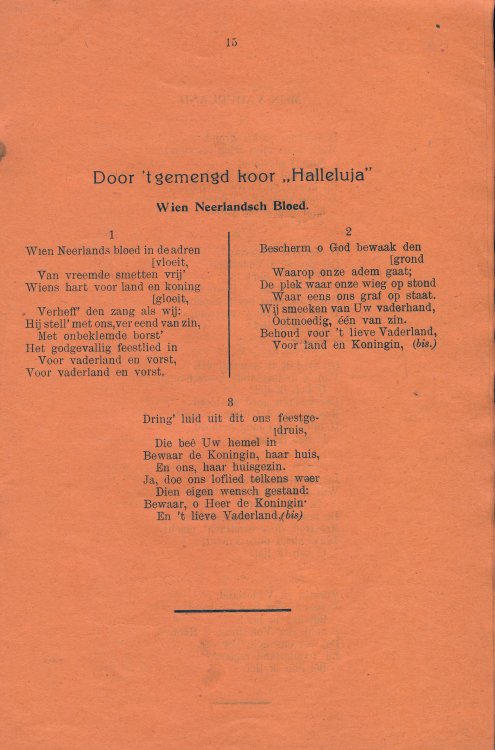 15
Door 't gemengd koor „Halleluja"
Wien Neerlandsch Bloed.
1
Wien Neerlands bloed in de adren
[vloeit,
Van vreemde smetten vrij'
Wiens hart voor land en koning
[gloeit,
Verheff' den zang als wij:
Hij stell' met ons, ver eend van zin,
Met onbeklemde borst'
Het godgevallig feestlied in
Voor vaderland en vorst,
Voor vaderland en vorst.
2
Bescherm o God bewaak den
[grond
Waarop onze adem gaat;
De plek waar onze wieg op stond
Waar eens ons graf op staat.
Wij smeeken van Uw vaderhand,
Ootmoedig, één van zin.
Behoud voor 't lieve Vaderland,
Voor land en Koningin, (bis.)
3
Dring' luid uit dit ons feestge-
[druis,
Die beê Uw hemel in
Bewaar de Koningin, haar huis,
En ons, haar huisgezin.
Ja, doe ons loflied telkens weer
Dien eigen wensch gestand:
Bewaar, o Heer de Koningin·
En 't lieve Vaderland.(bis)